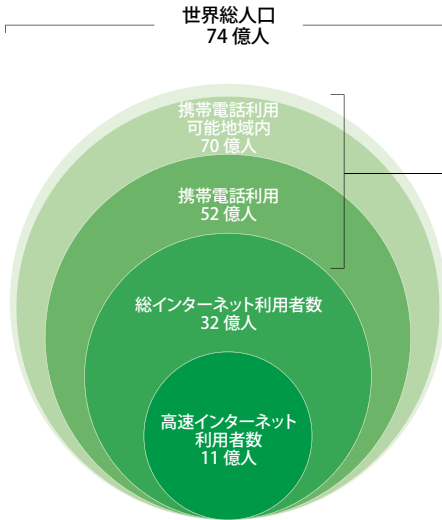 世界総人口
74 億人
携帯電話利用
可能地域内
70 億人
携帯電話利用
52 億人
総インターネット利用者数
32 億人
高速インターネット
利用者数
11 億人